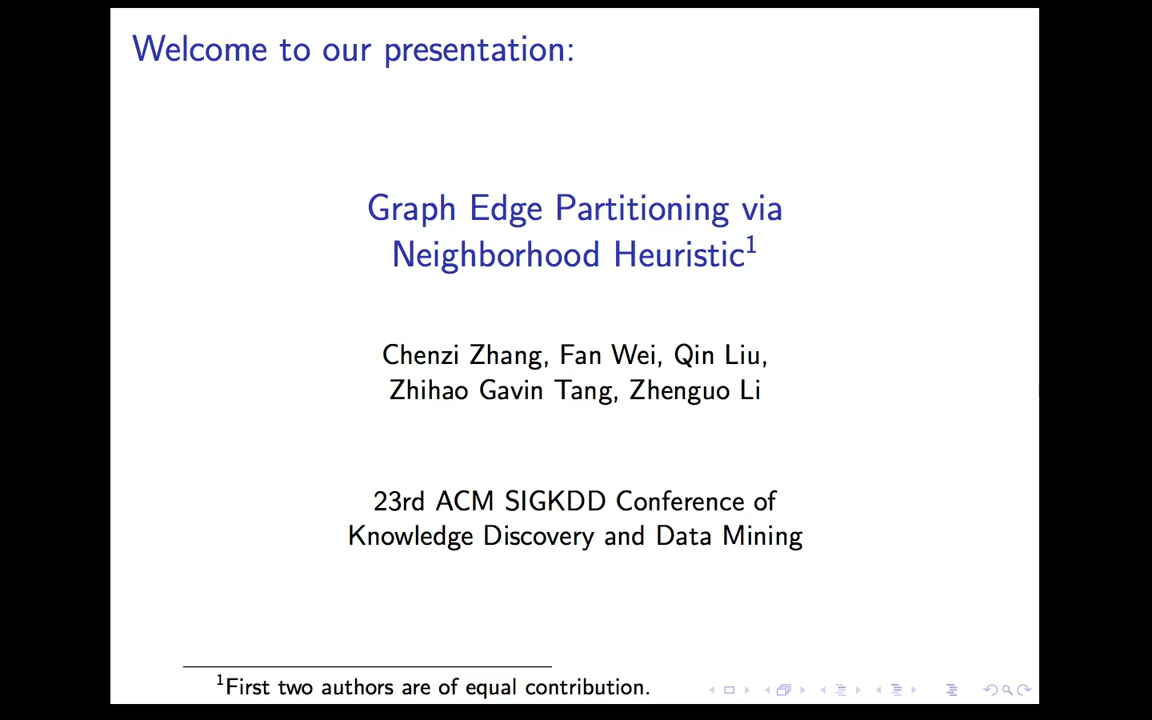 Welcome to our presentation:
Graph Edge Partitioning via
Neighborhood Heuristic¹
Chenzi Zhang, Fan Wei, Qin Liu,
Zhihao Gavin Tang, Zhenguo Li
23rd ACM SIGKDD Conference of
Knowledge Discovery and Data Mining
¹First two authors are of equal contribution.